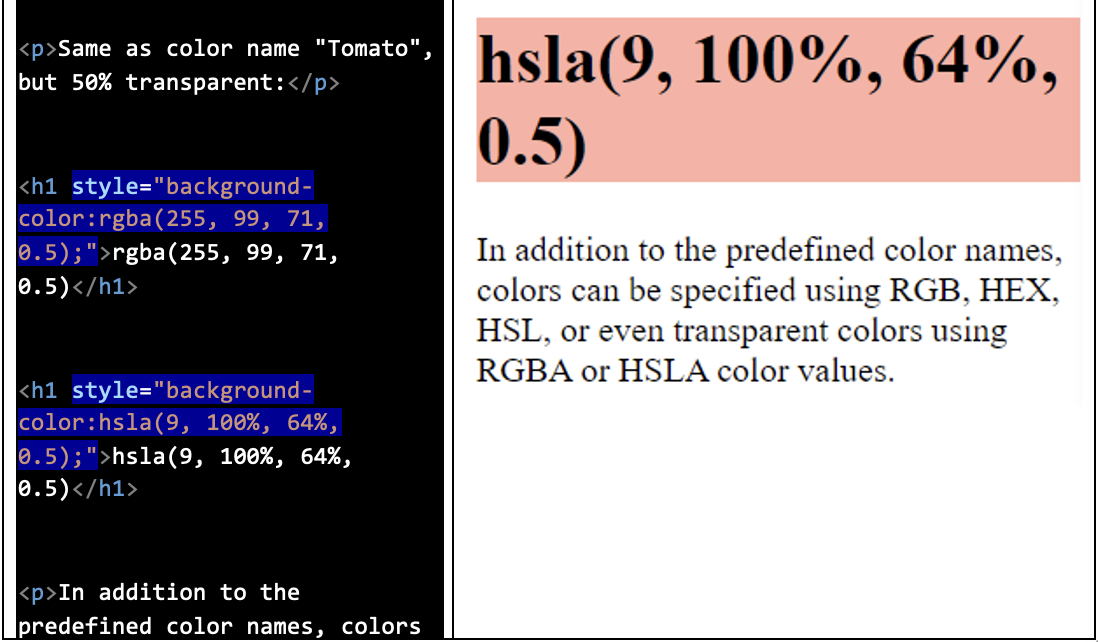 <p>Same as color name "Tomato",
but 50% transparent:</p>
<h1 style="background-
color:rgba(255, 99, 71,
0.5);">rgba(255, 99, 71,
0.5)</h1>
<h1 style="background-
color:hsla(9, 100%, 64%,
0.5);">hsla(9, 100%, 64%,
0.5)</h1>
<p>In addition to the
predefined color names, colors
hsla(9, 100%, 64%,
0.5)
In addition to the predefined color names,
colors can be specified using RGB, HEX,
HSL, or even transparent colors using
RGBA or HSLA color values.